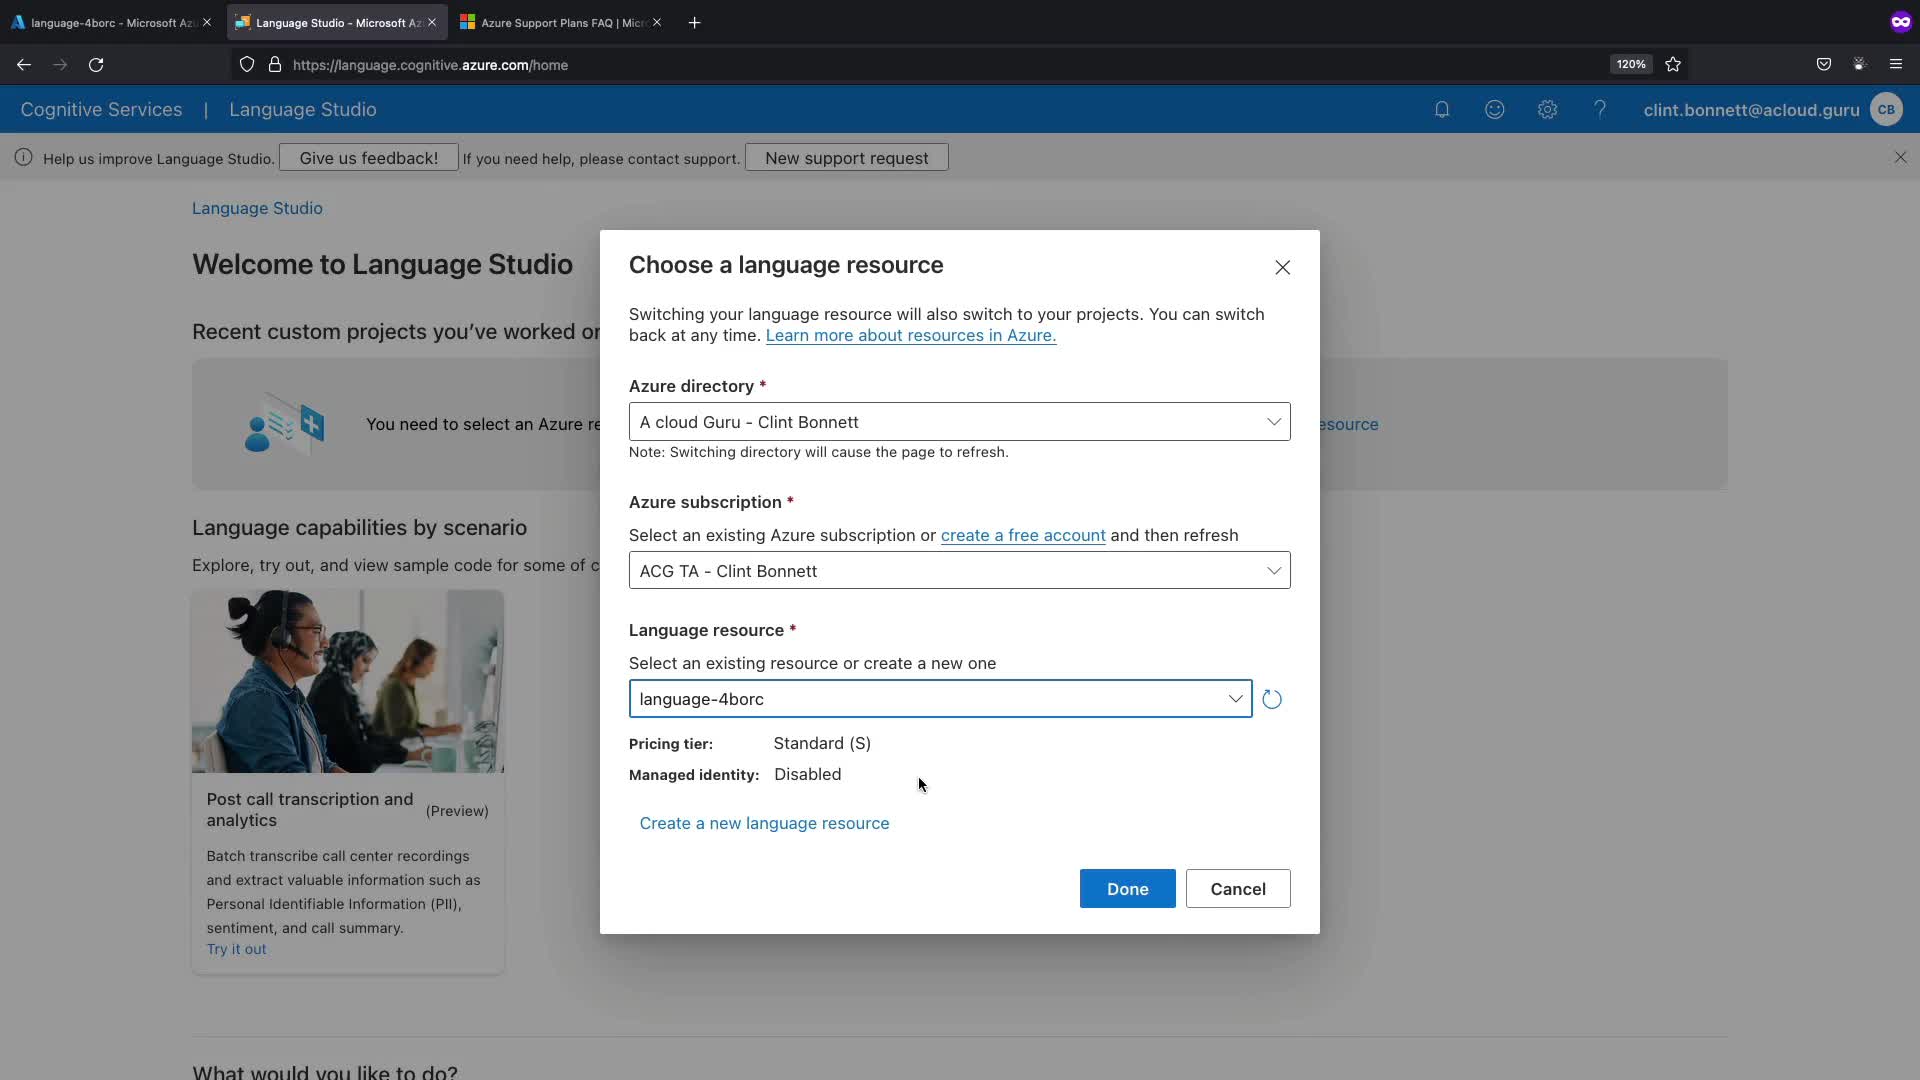 language-4borc - Microsoft Az
Language Studio - Microsoft Az
Azure Support Plans FAQ | Micr
https://language.cognitive.azure.com/home
120%
Cognitive Services | Language Studio
clint.bonnett@acloud.guru
CB
Help us improve Language Studio. Give us feedback! If you need help, please contact support. New support request
Language Studio
Welcome to Language Studio
Recent custom projects you've worked on
You need to select an Azure re
esource
Language capabilities by scenario
Explore, try out, and view sample code for some of c
Post call transcription and
analytics
(Preview)
Batch transcribe call center recordings
and extract valuable information such as
Personal Identifiable Information (PII),
sentiment, and call summary.
Try it out
What would you like to do?
Choose a language resource
Switching your language resource will also switch to your projects. You can switch
back at any time. Learn more about resources in Azure.
Azure directory *
A cloud Guru - Clint Bonnett
Note: Switching directory will cause the page to refresh.
Azure subscription *
Select an existing Azure subscription or create a free account and then refresh
ACG TA - Clint Bonnett
Language resource *
Select an existing resource or create a new one
language-4borc
Pricing tier: Standard (S)
Managed identity: Disabled
Create a new language resource
Done
Cancel